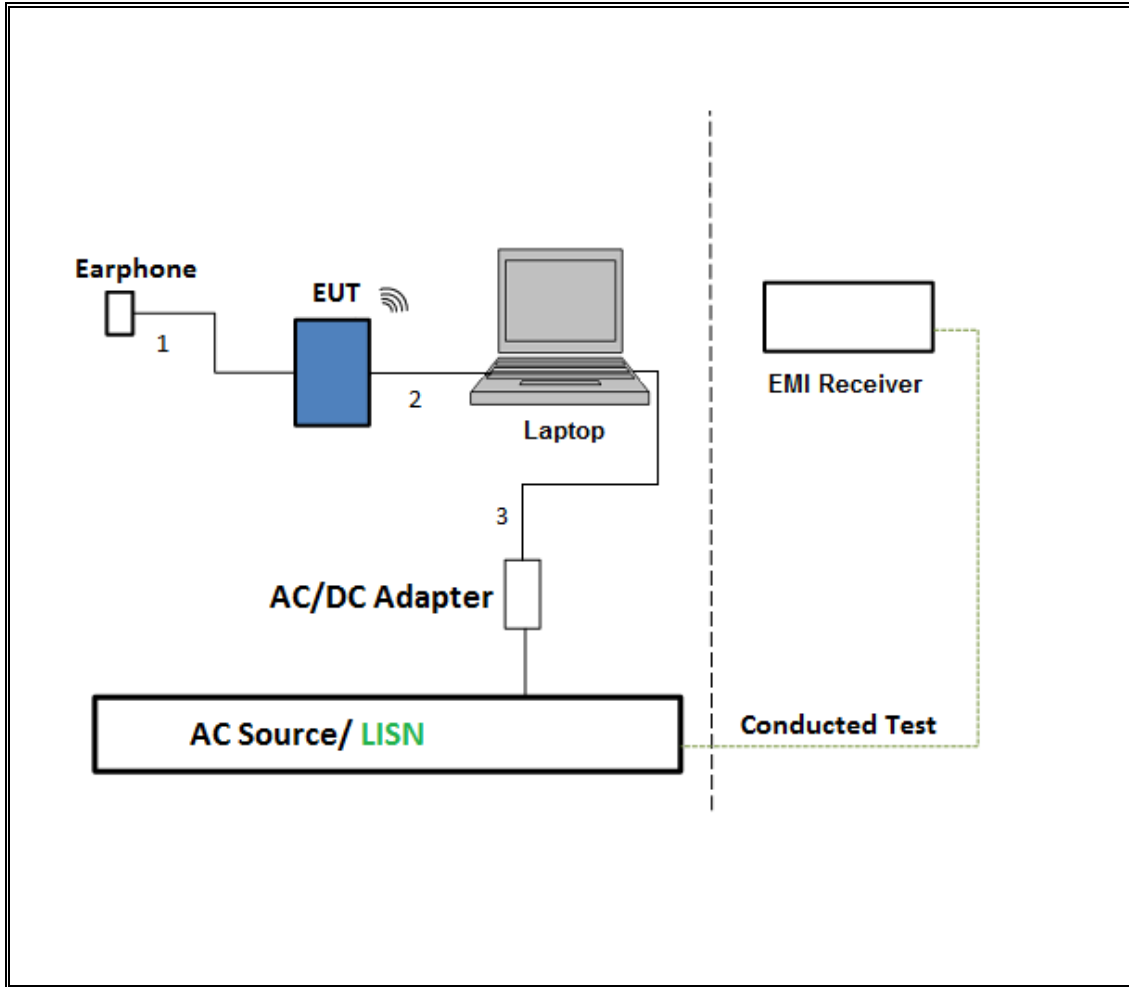 Earphone
EUT
1
2
Laptop
EMI Receiver
3
AC/DC Adapter
AC Source/ LISN
Conducted Test